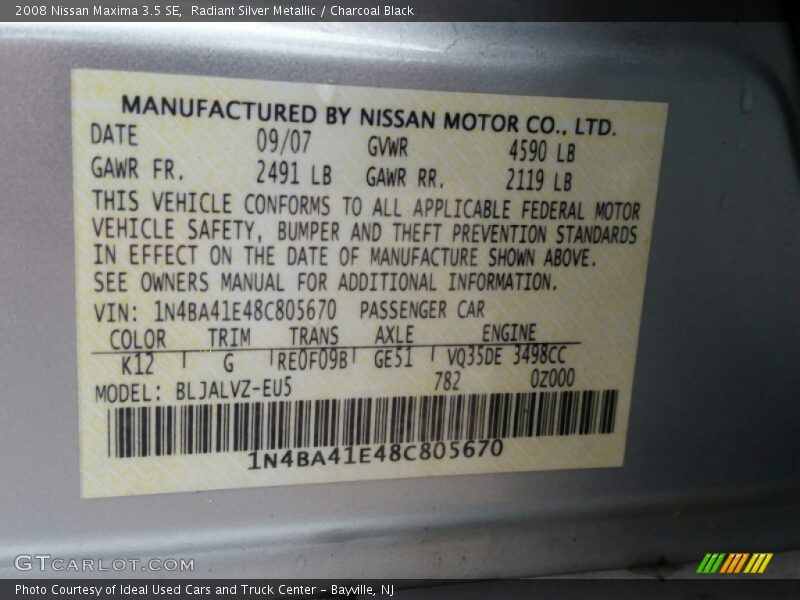 2008 Nissan Maxima 3.5 SE,  Radiant Silver Metallic / Charcoal Black
MANUFACTURED BY NISSAN MOTOR CO., LTD.
DATE 09/07 GVWR 4590 LB
GAWR FR. 2491 LB GAWR RR. 2119 LB
THIS VEHICLE CONFORMS TO ALL APPLICABLE FEDERAL MOTOR
VEHICLE SAFETY, BUMPER AND THEFT PREVENTION STANDARDS
IN EFFECT ON THE DATE OF MANUFACTURE SHOWN ABOVE.
SEE OWNERS MANUAL FOR ADDITIONAL INFORMATION.
VIN: 1N4BA41E48C805670 PASSENGER CAR
COLOR TRIM TRANS AXLE ENGINE
K12 G RE0F09B GE51 VQ35DE 3498CC
MODEL: BLJALVZ-EU5 782 0Z000
1N4BA41E48C805670
GTCARLOT.COM
Photo Courtesy of Ideal Used Cars and Truck Center – Bayville, NJ